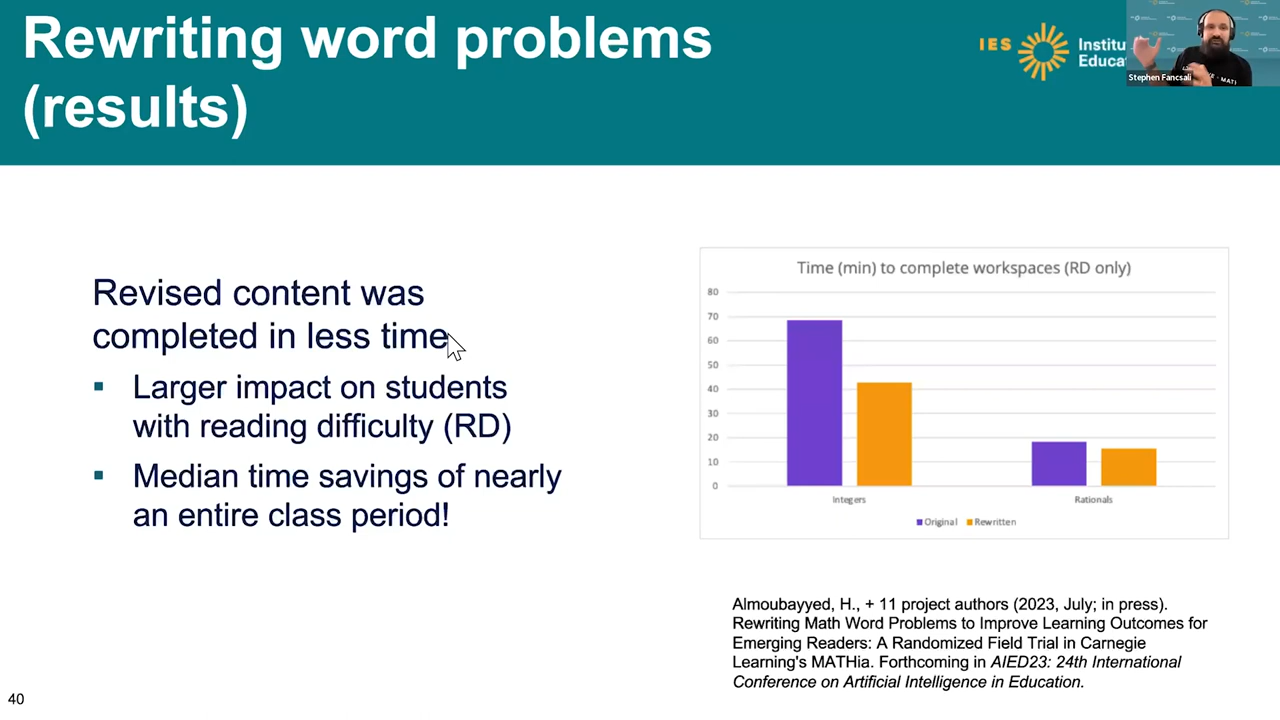 Rewriting word problems
(results)
IES
Institu
Educat
Stephen Fancsali
MATI
Revised content was
completed in less time
▪ Larger impact on students
with reading difficulty (RD)
▪ Median time savings of nearly
an entire class period!
Time (min) to complete workspaces (RD only)
80
70
60
50
40
30
20
10
0
Integers
Rationals
Original Rewritten
Almoubayyed, H., + 11 project authors (2023, July; in press).
Rewriting Math Word Problems to Improve Learning Outcomes for
Emerging Readers: A Randomized Field Trial in Carnegie
Learning's MATHia. Forthcoming in AIED23: 24th International
Conference on Artificial Intelligence in Education.
40